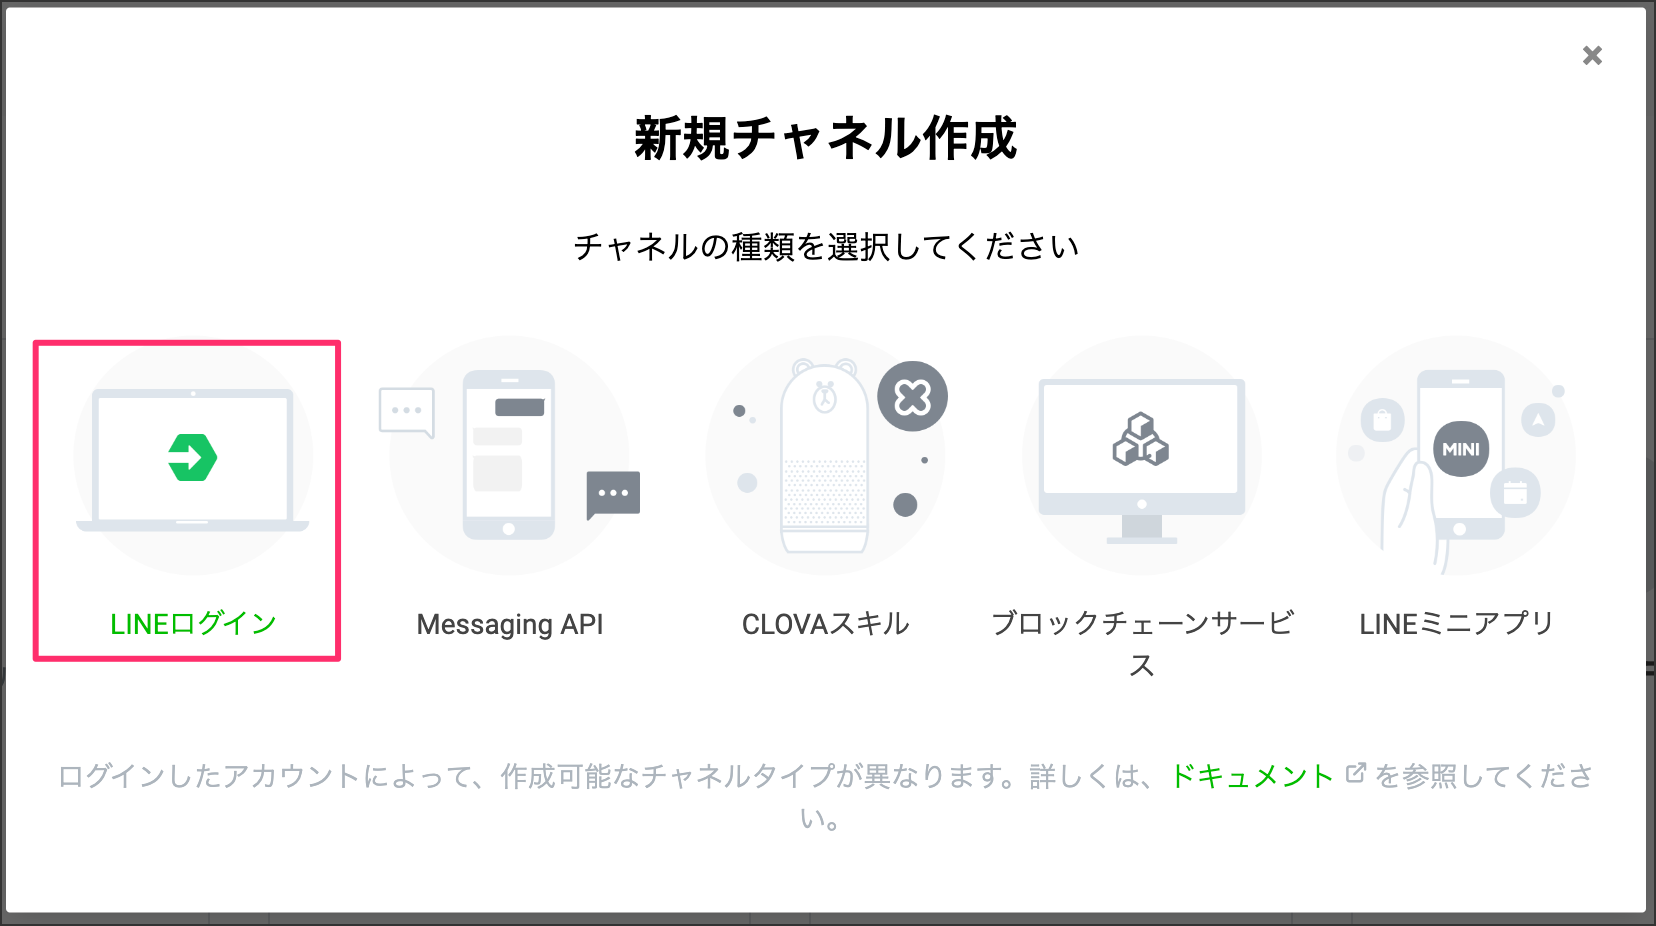 新規チャネル作成
チャネルの種類を選択してください
MINI
LINEログイン
Messaging API
CLOVAスキル
ブロックチェーンサービ
ス
LINEミニアプリ
ログインしたアカウントによって、作成可能なチャネルタイプが異なります。詳しくは、ドキュメント を参照してくださ
い。